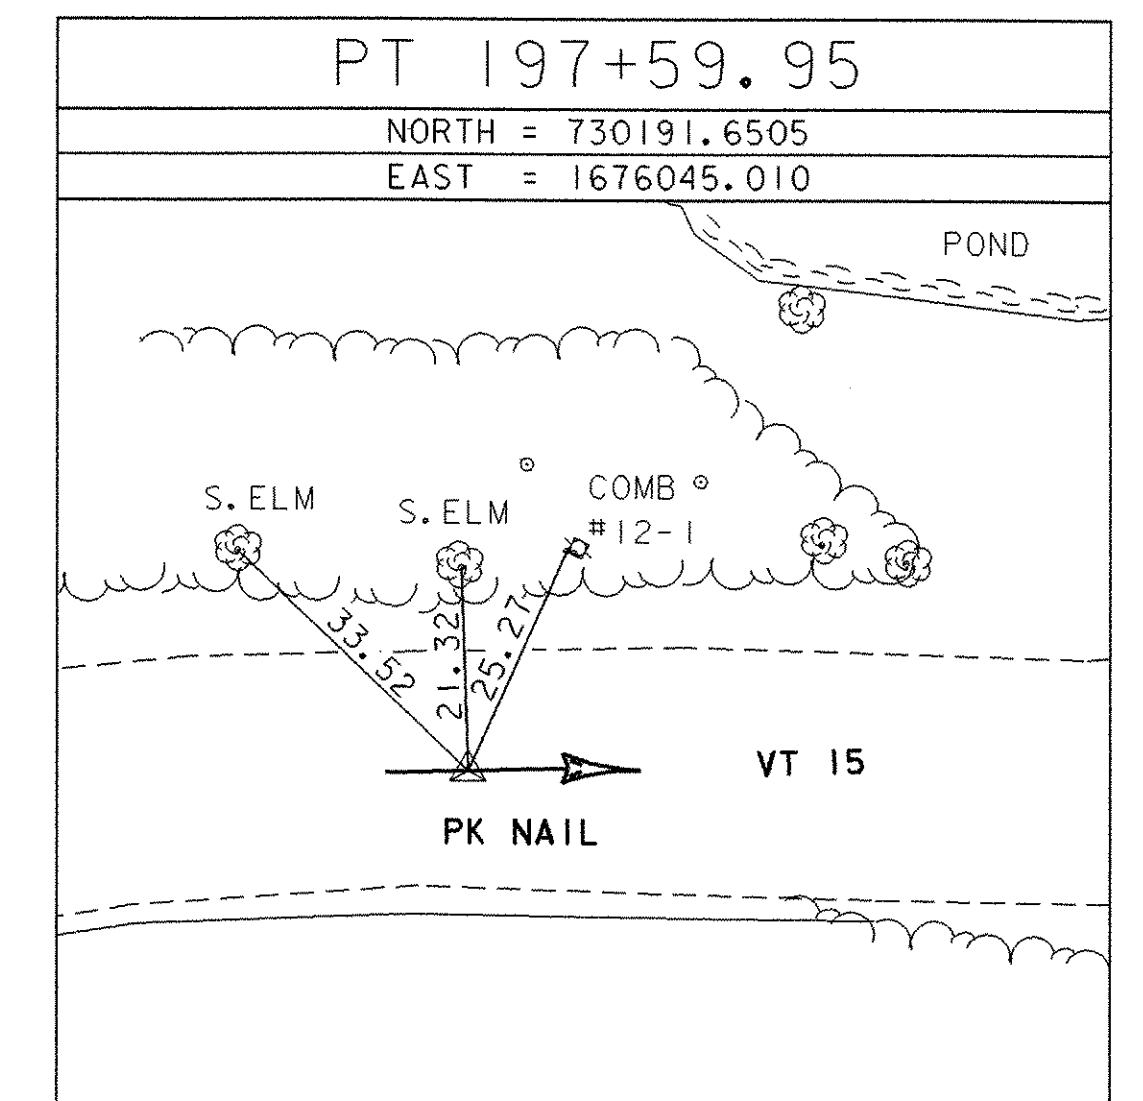 PT 197+59.95
NORTH = 730191.6505
EAST = 1676045.010
POND
S. ELM
S. ELM
COMB
#12-1
33.52
21.32
25.27
VT 15
PK NAIL